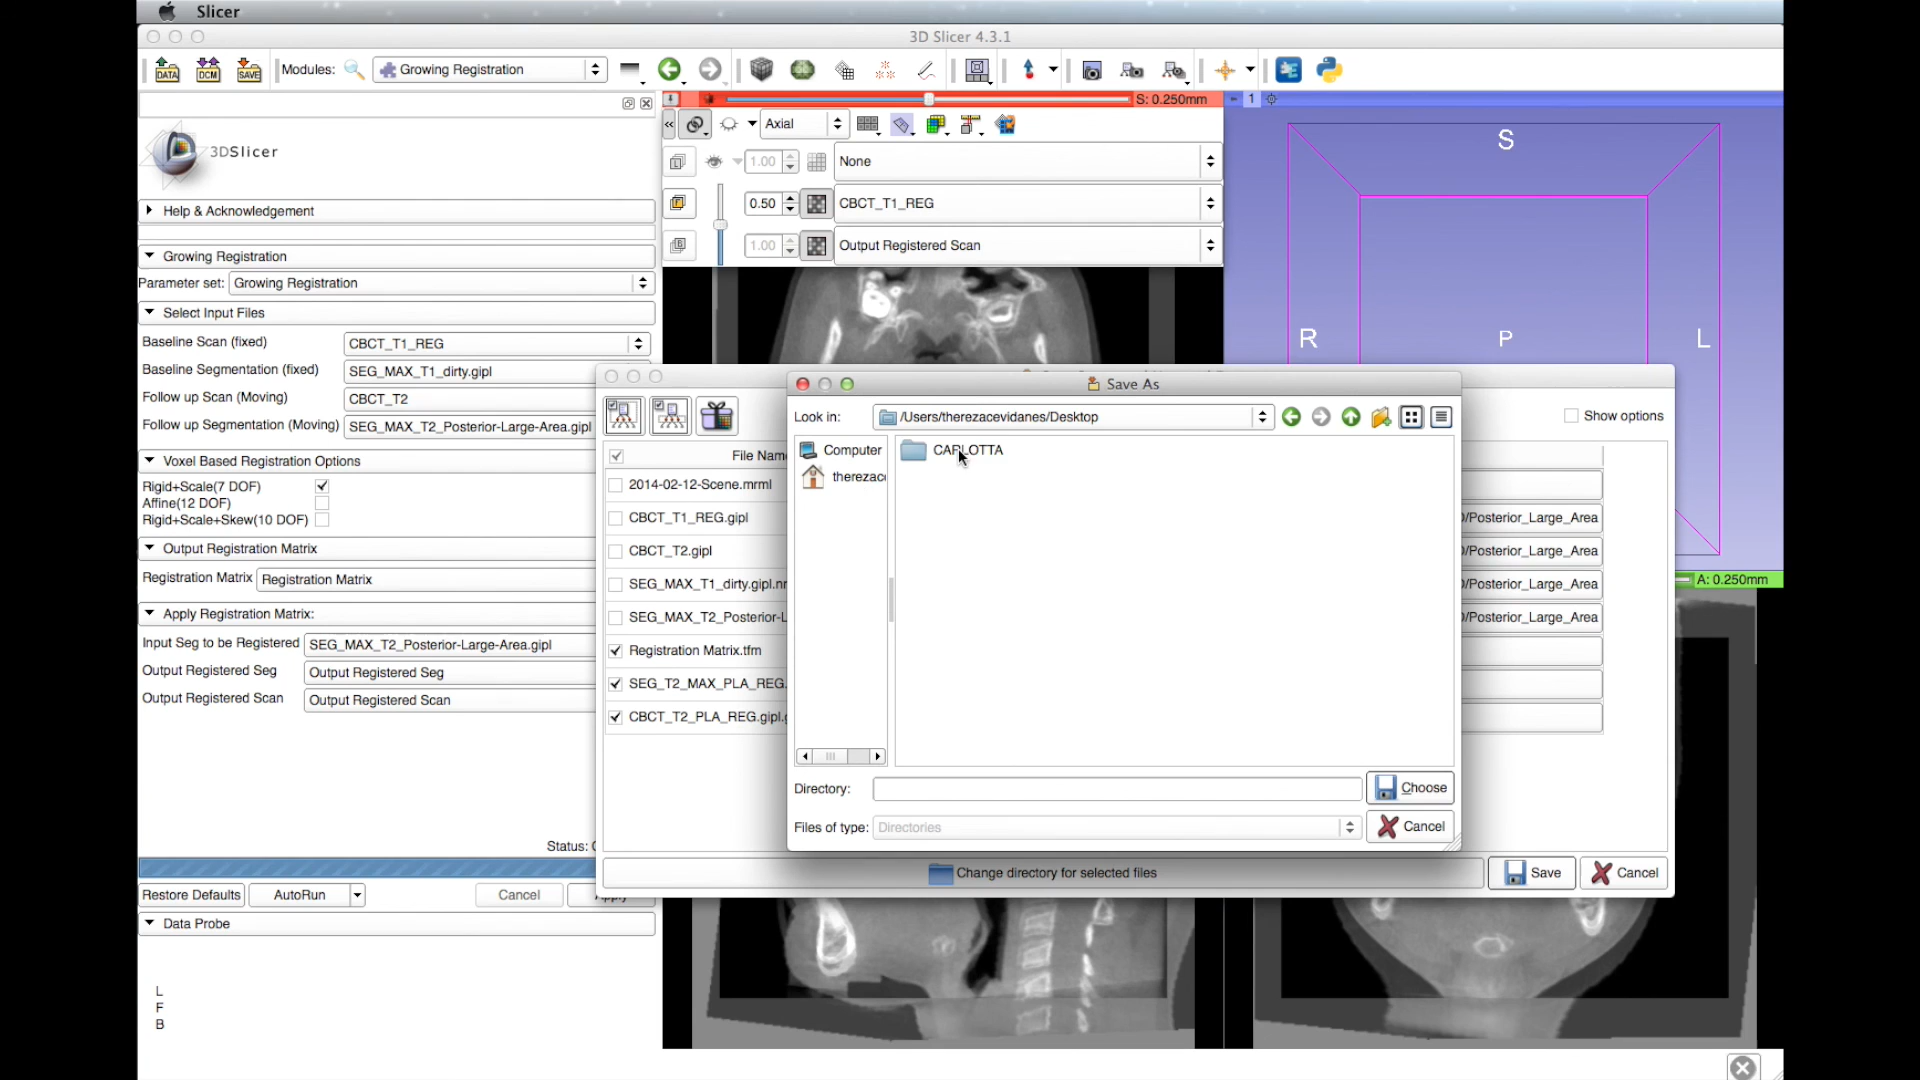 Slicer
3D Slicer 4.3.1
DATA
DCM
SAVE
Modules:
Growing Registration
S: 0.250mm
1
Axial
3DSlicer
1.00
None
0.50
CBCT_T1_REG
1.00
Output Registered Scan
Help & Acknowledgement
Growing Registration
Parameter set:
Growing Registration
Select Input Files
Baseline Scan (fixed)
CBCT_T1_REG
Baseline Segmentation (fixed)
SEG_MAX_T1_dirty.gipl
Follow up Scan (Moving)
CBCT_T2
Follow up Segmentation (Moving)
SEG_MAX_T2_Posterior-Large-Area.gipl
Voxel Based Registration Options
Rigid+Scale(7 DOF)
Affine(12 DOF)
Rigid+Scale+Skew(10 DOF)
Output Registration Matrix
Registration Matrix
Registration Matrix
Apply Registration Matrix:
Input Seg to be Registered
SEG_MAX_T2_Posterior-Large-Area.gipl
Output Registered Seg
Output Registered Seg
Output Registered Scan
Output Registered Scan
Status:
Restore Defaults
AutoRun
Cancel
Data Probe
L
F
B
S
R
P
L
A: 0.250mm
Show options
File Name
2014-02-12-Scene.mrml
CBCT_T1_REG.gipl
/Posterior_Large_Area
CBCT_T2.gipl
/Posterior_Large_Area
SEG_MAX_T1_dirty.gipl.nr
/Posterior_Large_Area
SEG_MAX_T2_Posterior-L
/Posterior_Large_Area
Registration Matrix.tfm
SEG_T2_MAX_PLA_REG.
CBCT_T2_PLA_REG.gipl.g
Change directory for selected files
Save
Cancel
Save As
Look in:
/Users/therezacevidanes/Desktop
Computer
therezac
CARLOTTA
Directory:
Choose
Files of type:
Directories
Cancel